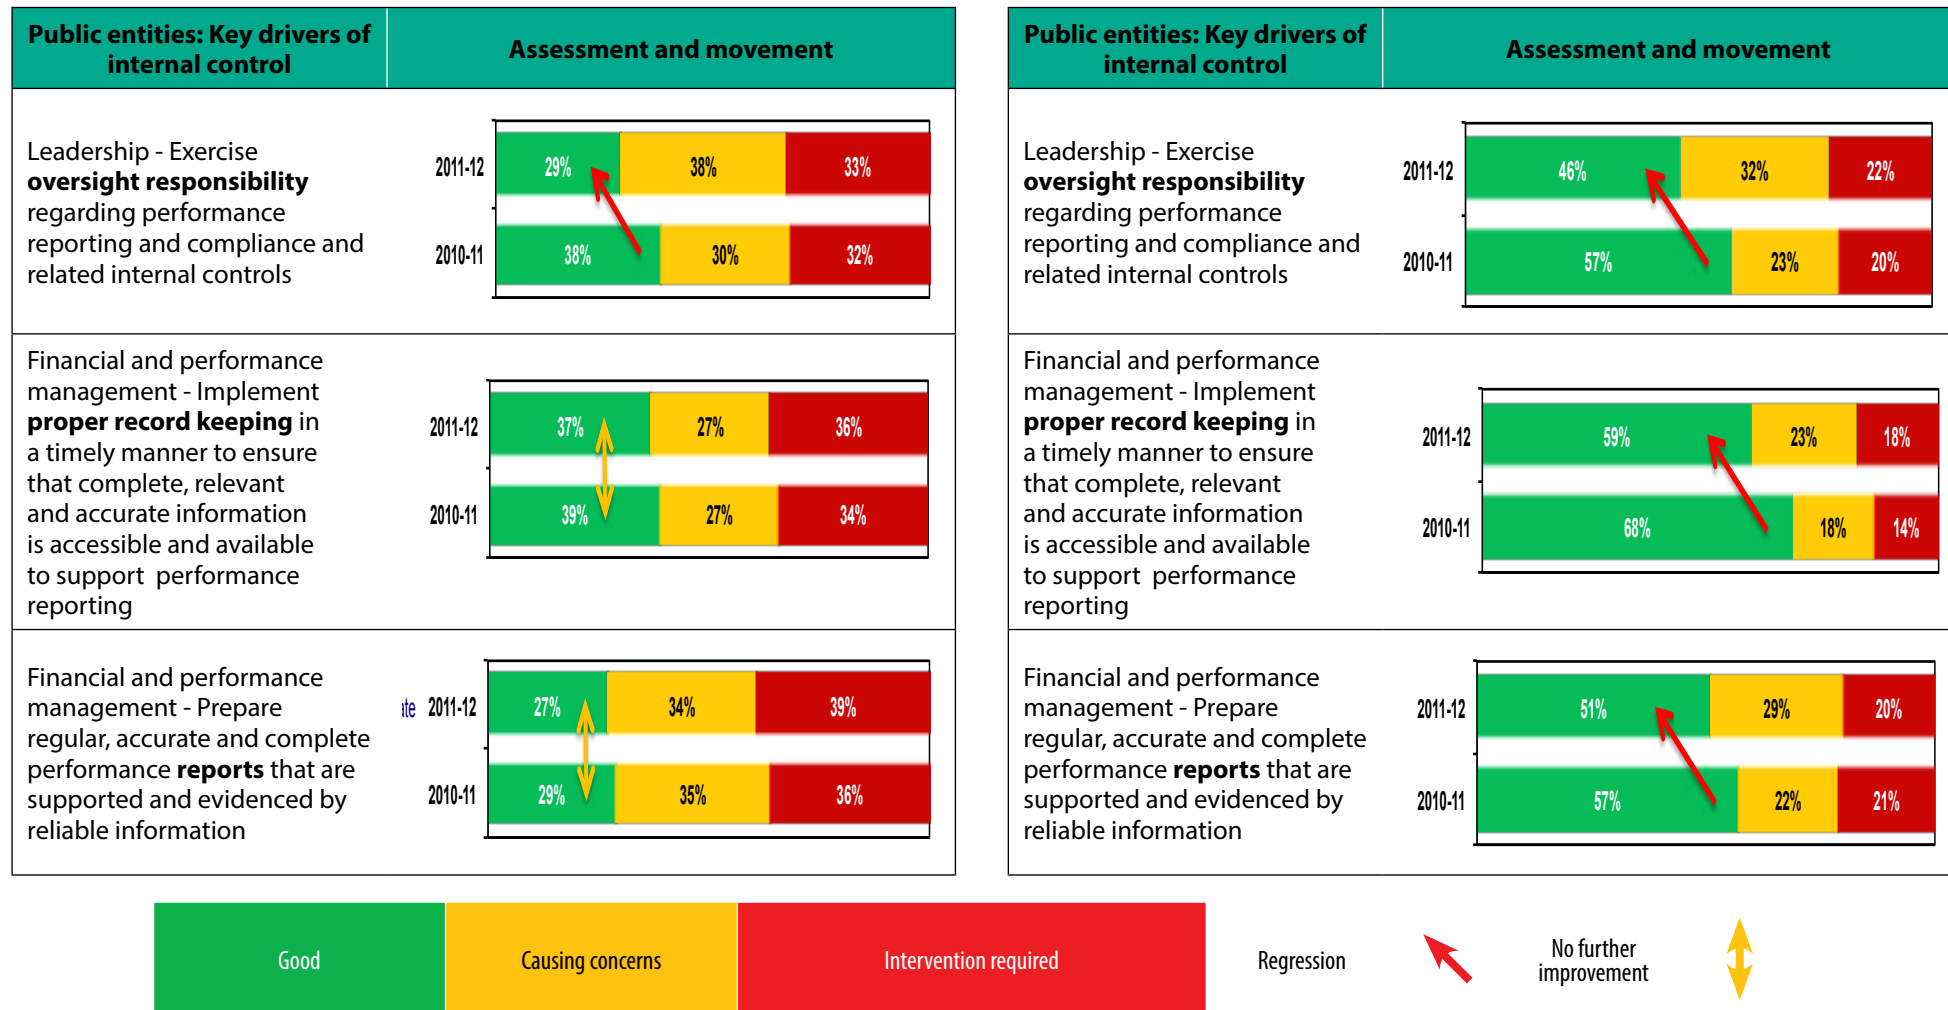 Public entities: Key drivers of
internal control
Assessment and movement
Leadership - Exercise
oversight responsibility
regarding performance
reporting and compliance and
related internal controls
2011-12 29% 38% 33%
2010-11 38% 30% 32%
Financial and performance
management - Implement
proper record keeping in
a timely manner to ensure
that complete, relevant
and accurate information
is accessible and available
to support performance
reporting
2011-12 37% 27% 36%
2010-11 39% 27% 34%
Financial and performance
management - Prepare
regular, accurate and complete
performance reports that are
supported and evidenced by
reliable information
2011-12 27% 34% 39%
2010-11 29% 35% 36%
Public entities: Key drivers of
internal control
Assessment and movement
Leadership - Exercise
oversight responsibility
regarding performance
reporting and compliance and
related internal controls
2011-12 46% 32% 22%
2010-11 57% 23% 20%
Financial and performance
management - Implement
proper record keeping in
a timely manner to ensure
that complete, relevant
and accurate information
is accessible and available
to support performance
reporting
2011-12 59% 23% 18%
2010-11 68% 18% 14%
Financial and performance
management - Prepare
regular, accurate and complete
performance reports that are
supported and evidenced by
reliable information
2011-12 51% 29% 20%
2010-11 57% 22% 21%
Good
Causing concerns
Intervention required
Regression
No further
improvement